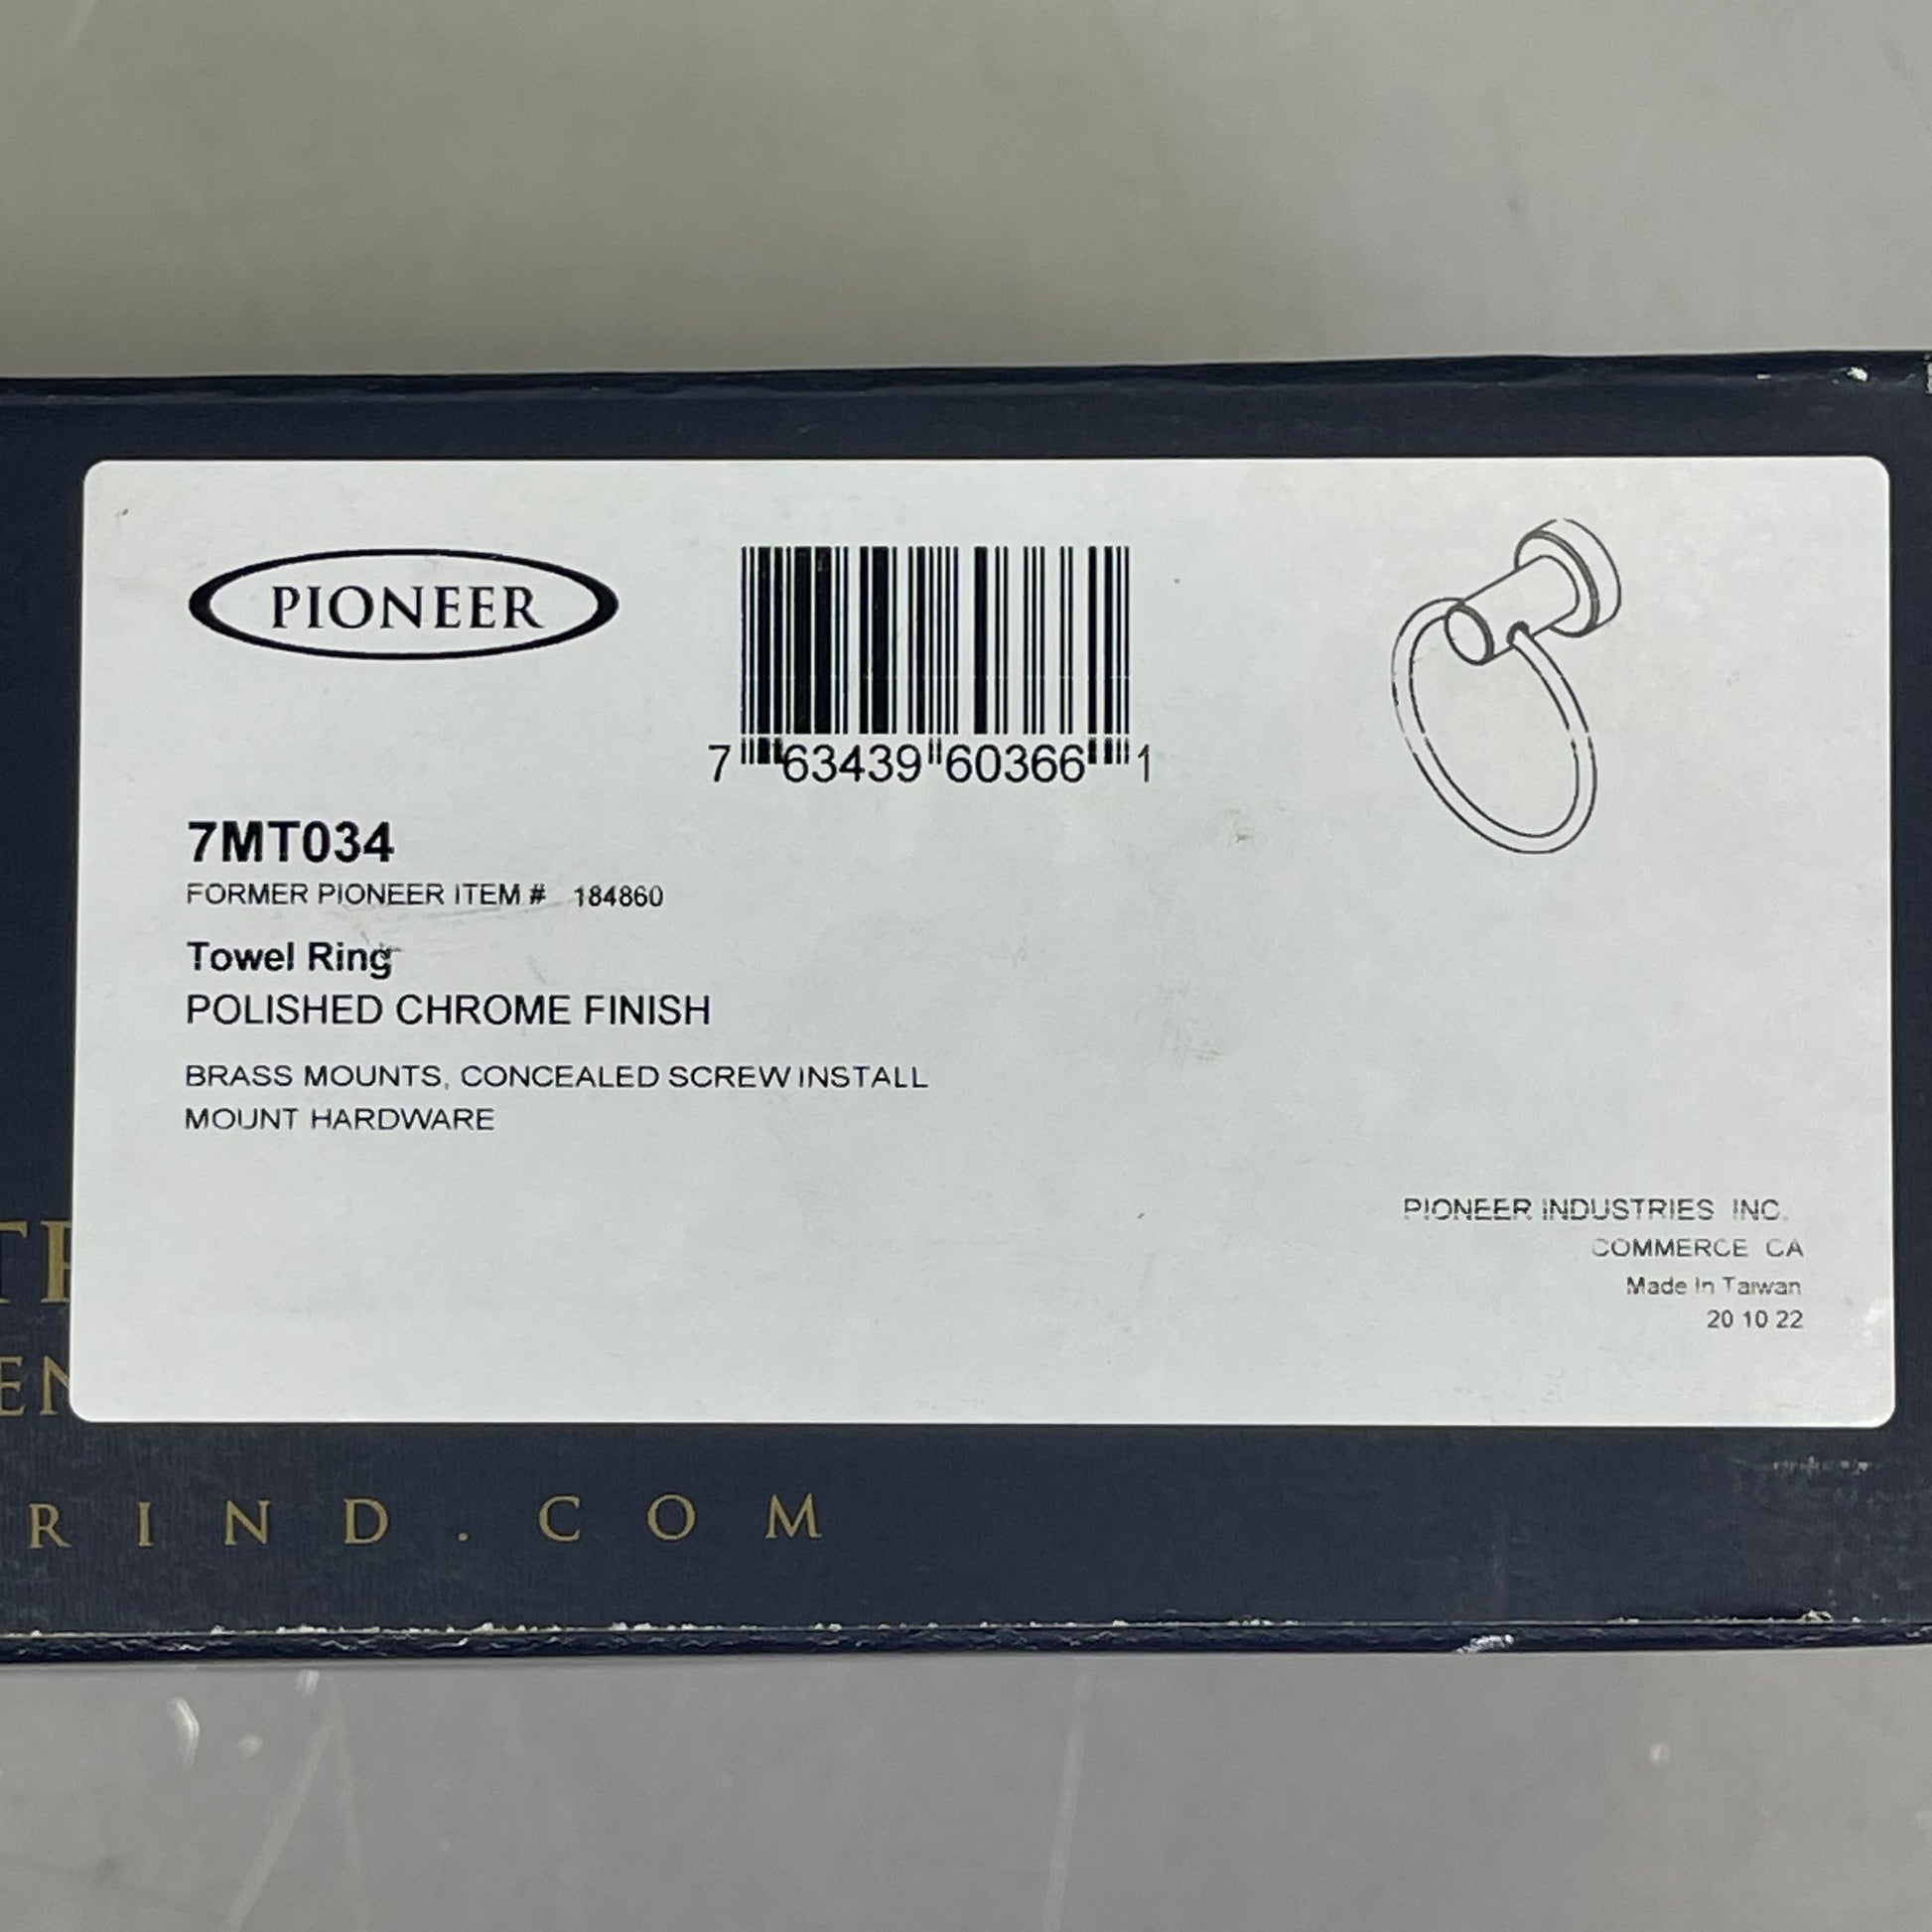 PIONEER
7 63439 60366 1
7MT034
FORMER PIONEER ITEM # 184860
Towel Ring
POLISHED CHROME FINISH
BRASS MOUNTS, CONCEALED SCREW INSTALL
MOUNT HARDWARE
PIONEER INDUSTRIES INC.
COMMERCE CA
Made In Taiwan
20 10 22
RIND.COM